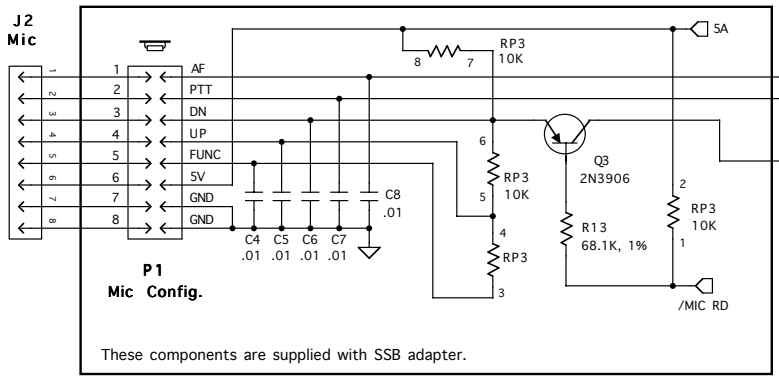 J2
Mic
5A
RP3
10K
8
7
1
1
AF
2
2
PTT
3
3
DN
4
4
UP
5
5
FUNC
6
6
5V
7
7
GND
8
8
GND
6
Q3
2N3906
RP3
10K
5
C8
.01
2
RP3
10K
1
4
RP3
3
R13
68.1K, 1%
C4
.01
C5
.01
C6
.01
C7
.01
P1
Mic Config.
/MIC RD
These components are supplied with SSB adapter.